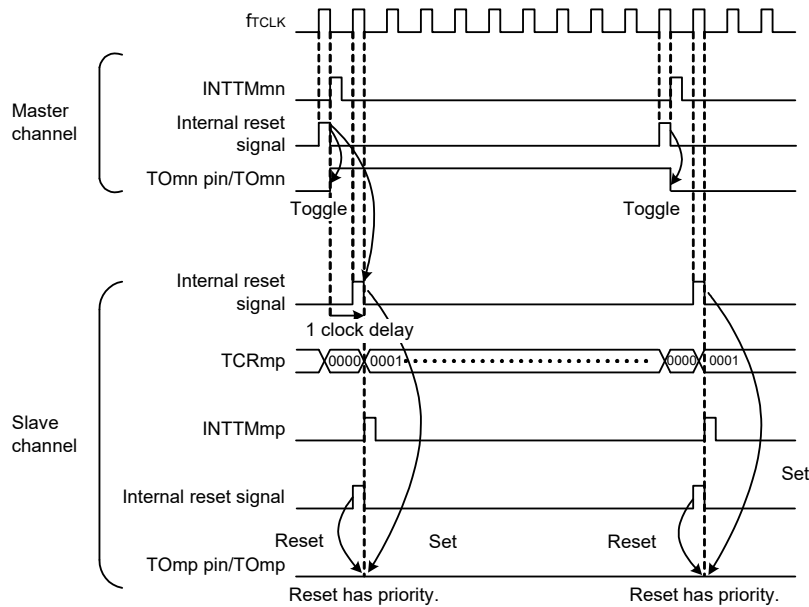 fTCLK
INTTMmn
Master
channel
Internal reset
signal
TOmn pin/TOmn
Toggle
Toggle
Internal reset
signal
1 clock delay
TCRmp
0000
0001
0000
0001
INTTMmp
Slave
channel
Set
Internal reset signal
Reset
Set
Reset
TOmp pin/TOmp
Reset has priority.
Reset has priority.